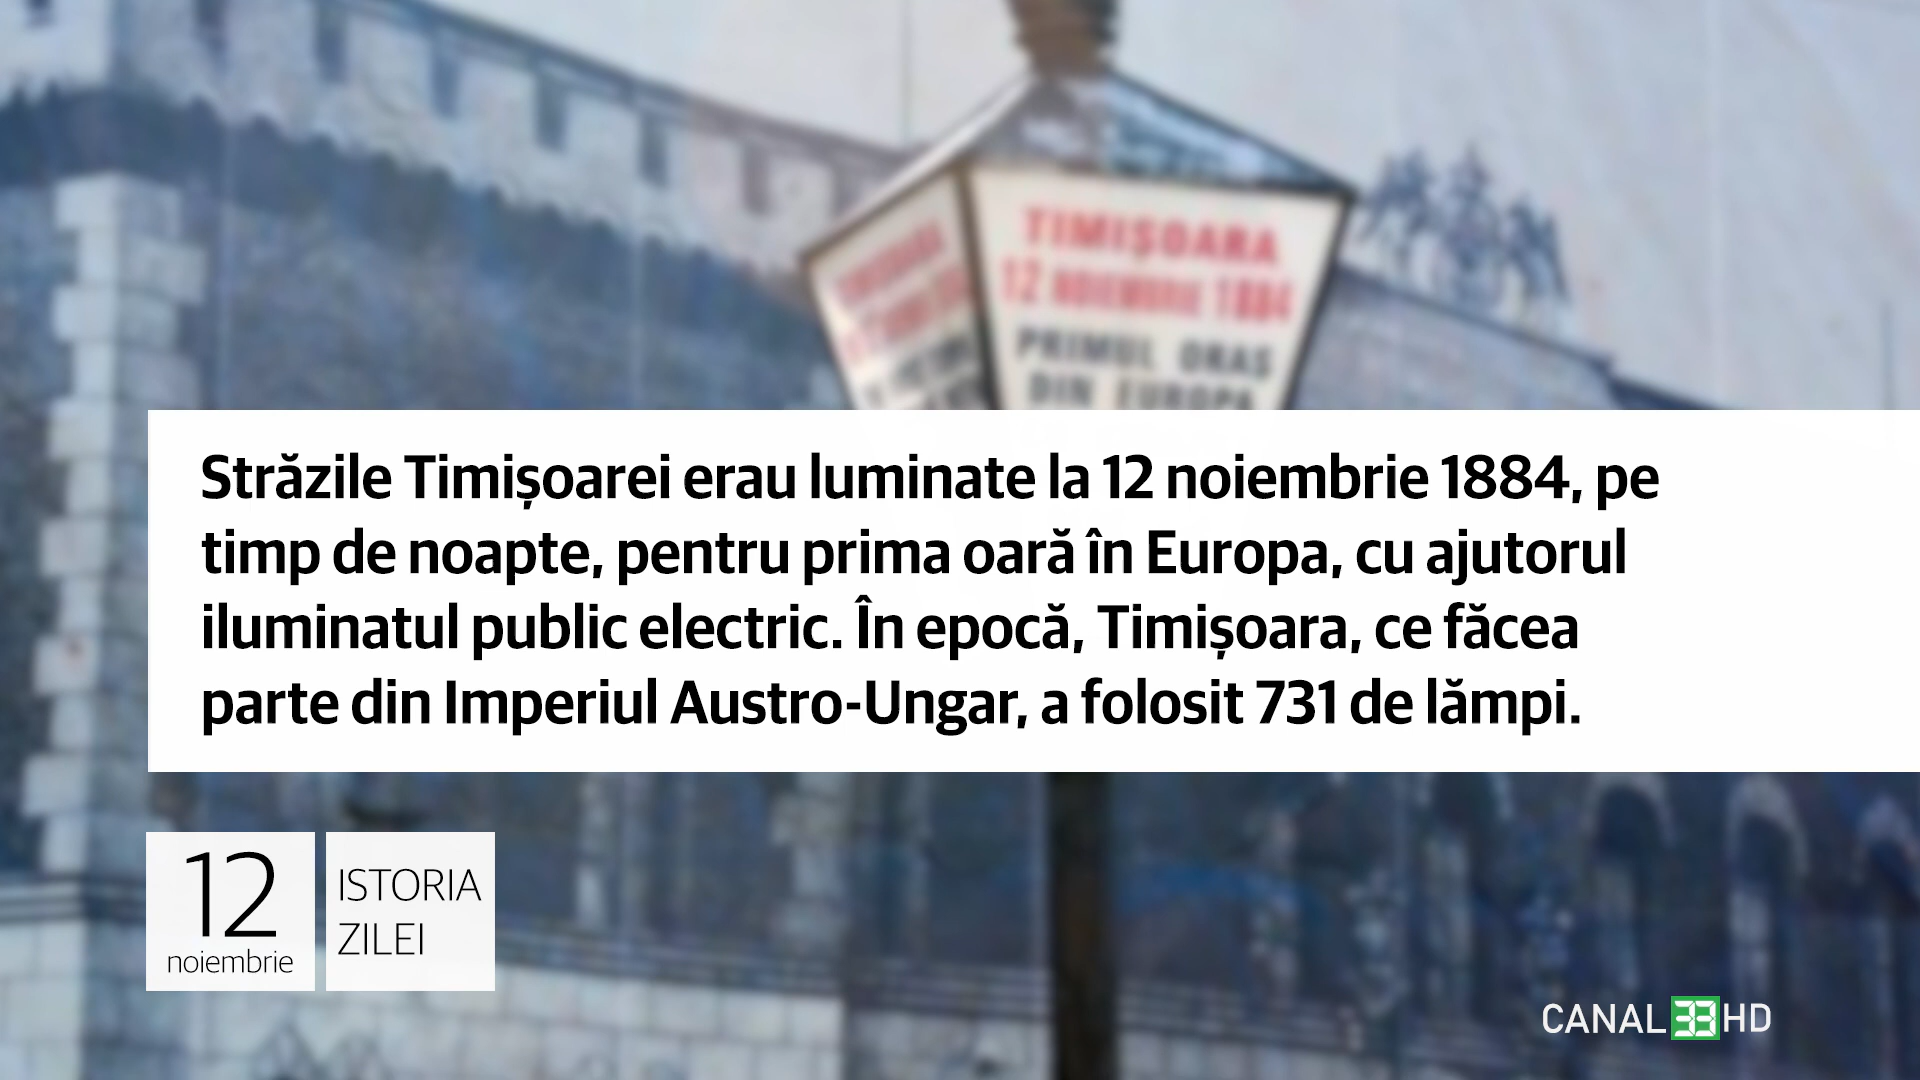 TIMIȘOARA
12 NOIEMBRIE 1884
PRIMUL ORAȘ
DIN EUROPA
Străzile Timișoarei erau luminate la 12 noiembrie 1884, pe
timp de noapte, pentru prima oară în Europa, cu ajutorul
iluminatul public electric. În epocă, Timișoara, ce făcea
parte din Imperiul Austro-Ungar, a folosit 731 de lămpi.
12
noiembrie
ISTORIA
ZILEI
CANAL 33 HD